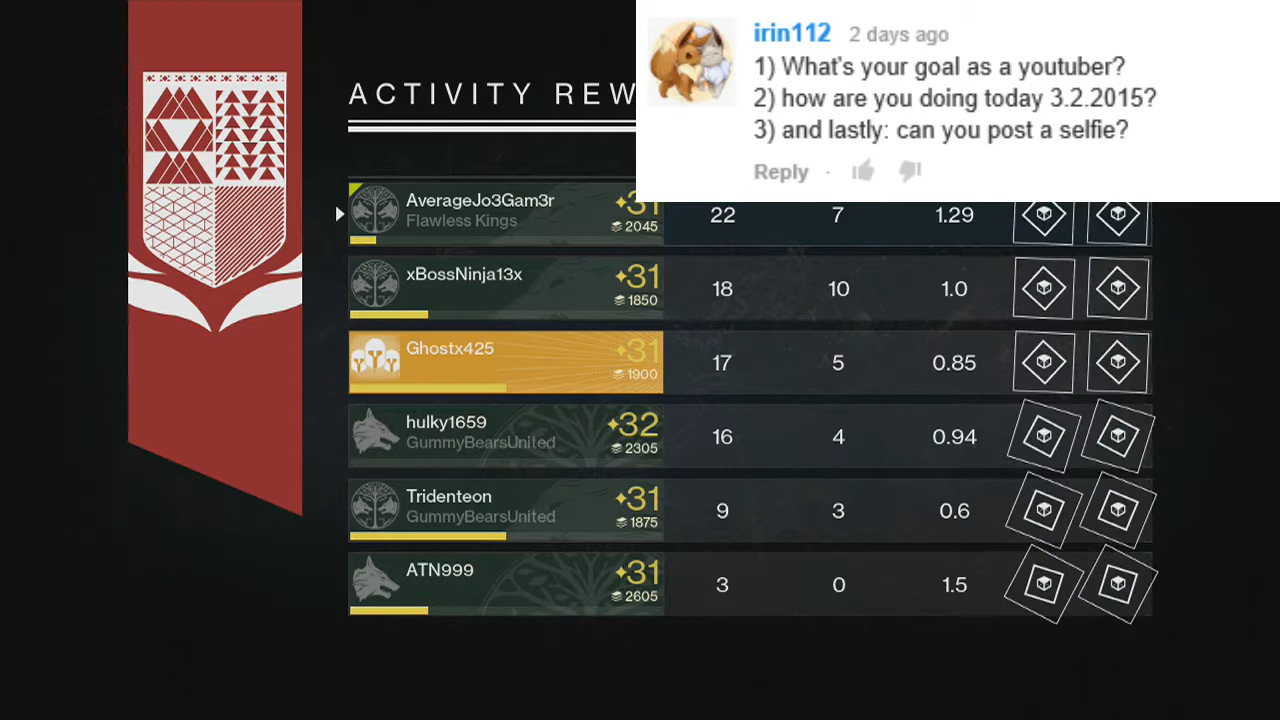 irin112 2 days ago
1) What's your goal as a youtuber?
2) how are you doing today 3.2.2015?
3) and lastly: can you post a selfie?
Reply ·
ACTIVITY REW
AverageJo3Gam3r 31 22 7 1.29
Flawless Kings 2045
xBossNinja13x 31 18 10 1.0
1850
Ghostx425 31 17 5 0.85
1900
hulky1659 32 16 4 0.94
GummyBearsUnited 2305
Tridenteon 31 9 3 0.6
GummyBearsUnited 1875
ATN999 31 3 0 1.5
2605